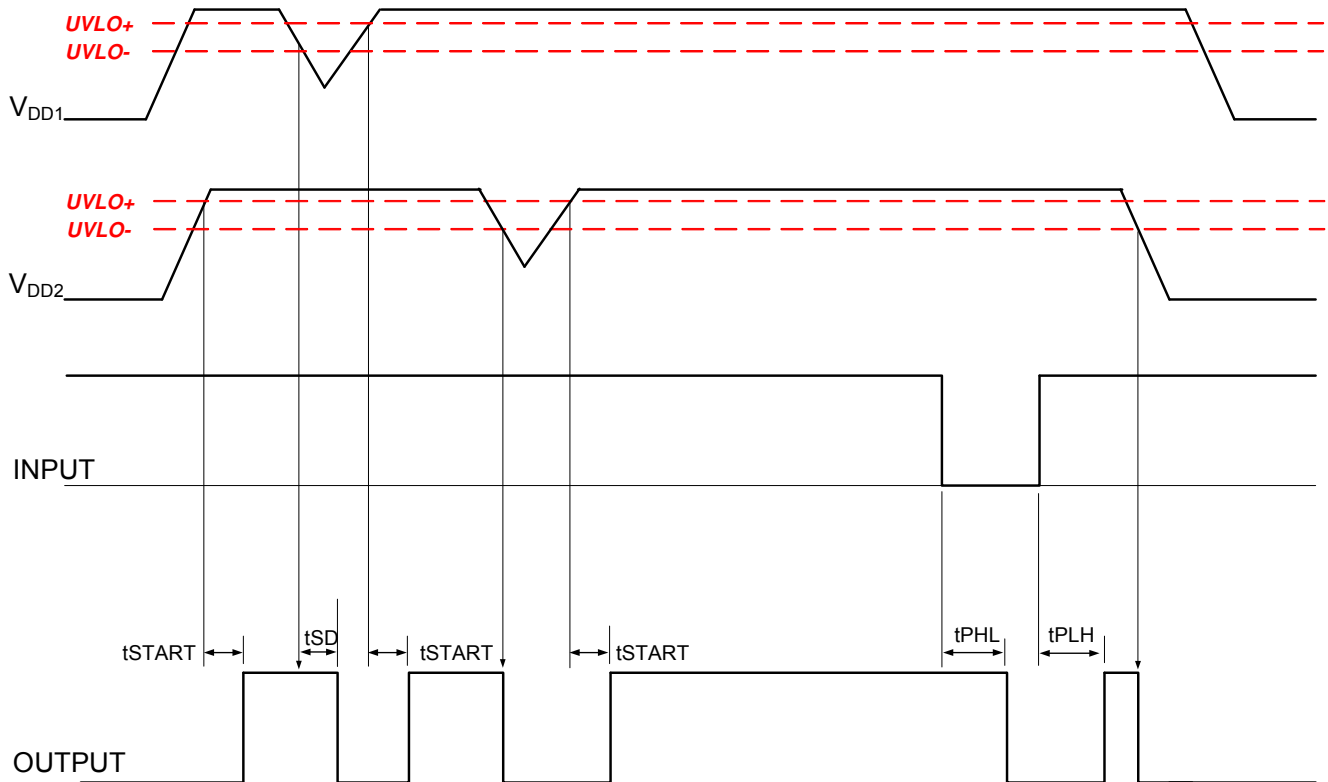 UVLO+
UVLO-
VDD1
UVLO+
UVLO-
VDD2
INPUT
tSTART tSD tSTART tSTART tPHL tPLH
OUTPUT